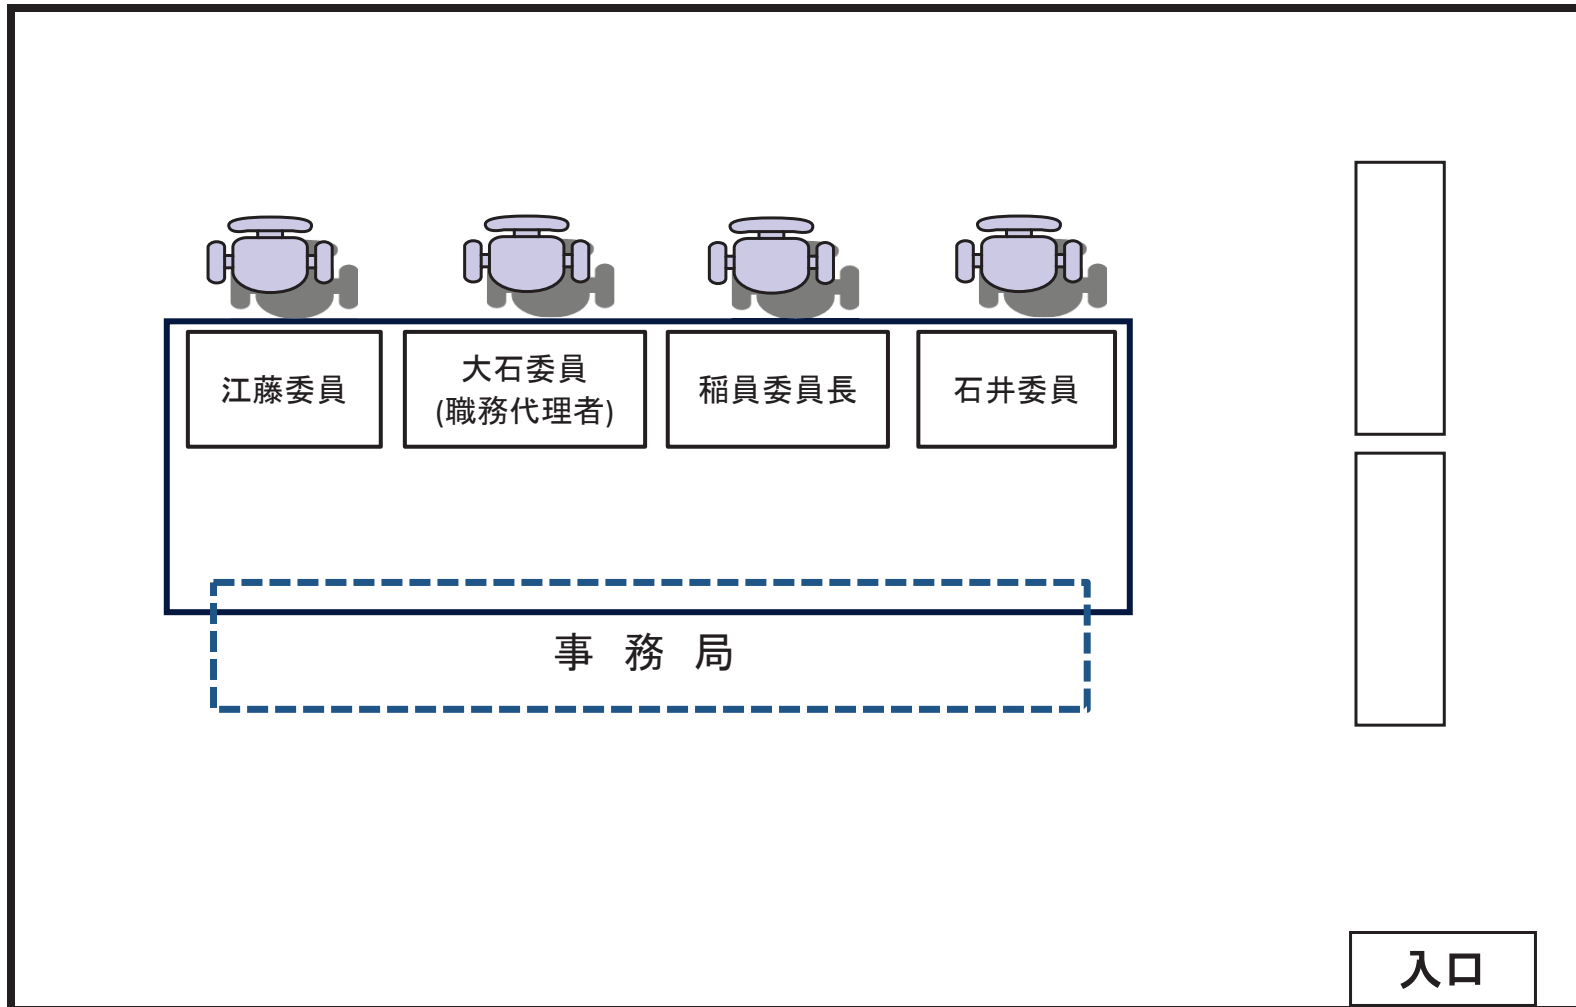 江藤委員
大石委員
(職務代理者)
稲員委員長
石井委員
事 務 局
入口